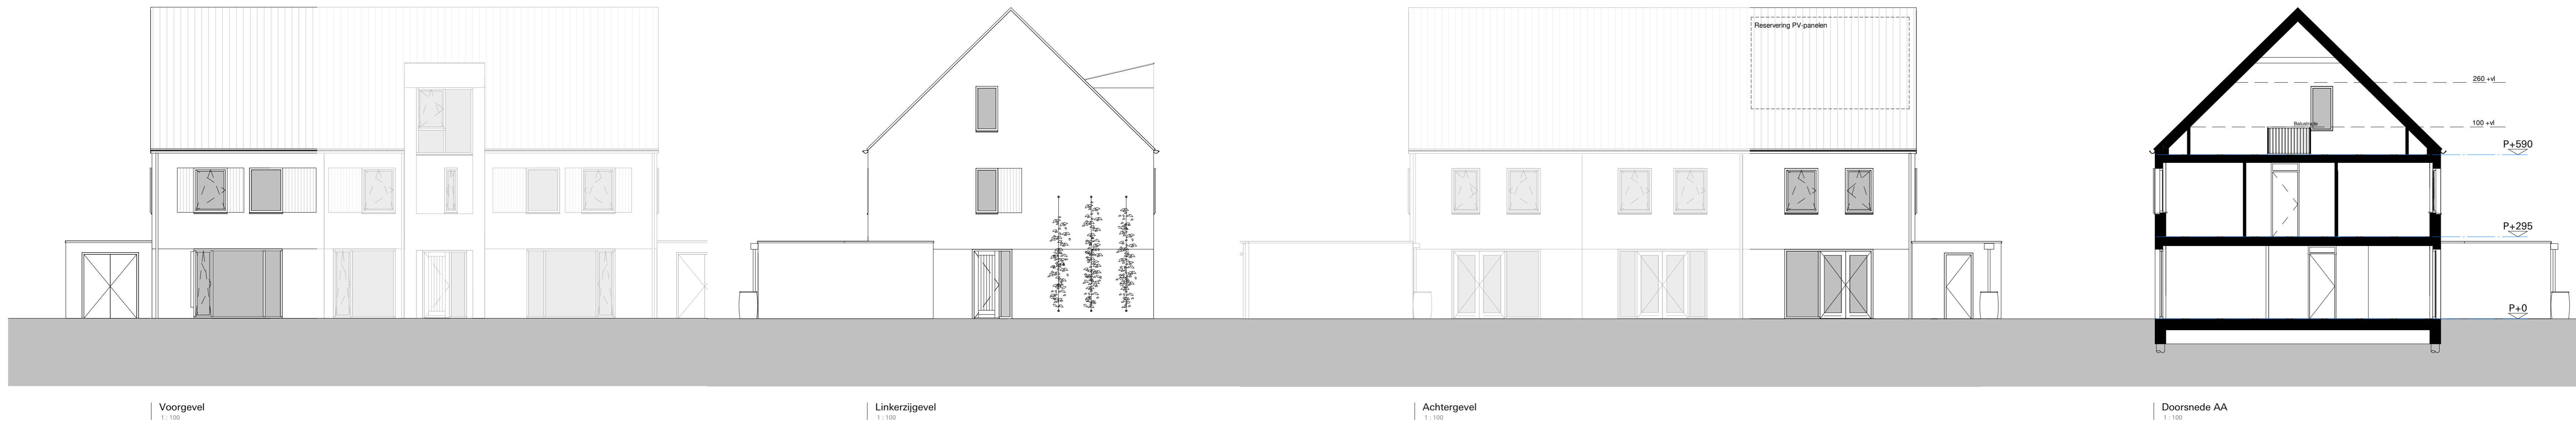 Reservering PV-panelen
260 +vl
100 +vl
Balustrade
P+590
P+295
P+0
Voorgevel
1 : 100
Linkerzijgevel
1 : 100
Achtergevel
1 : 100
Doorsnede AA
1 : 100